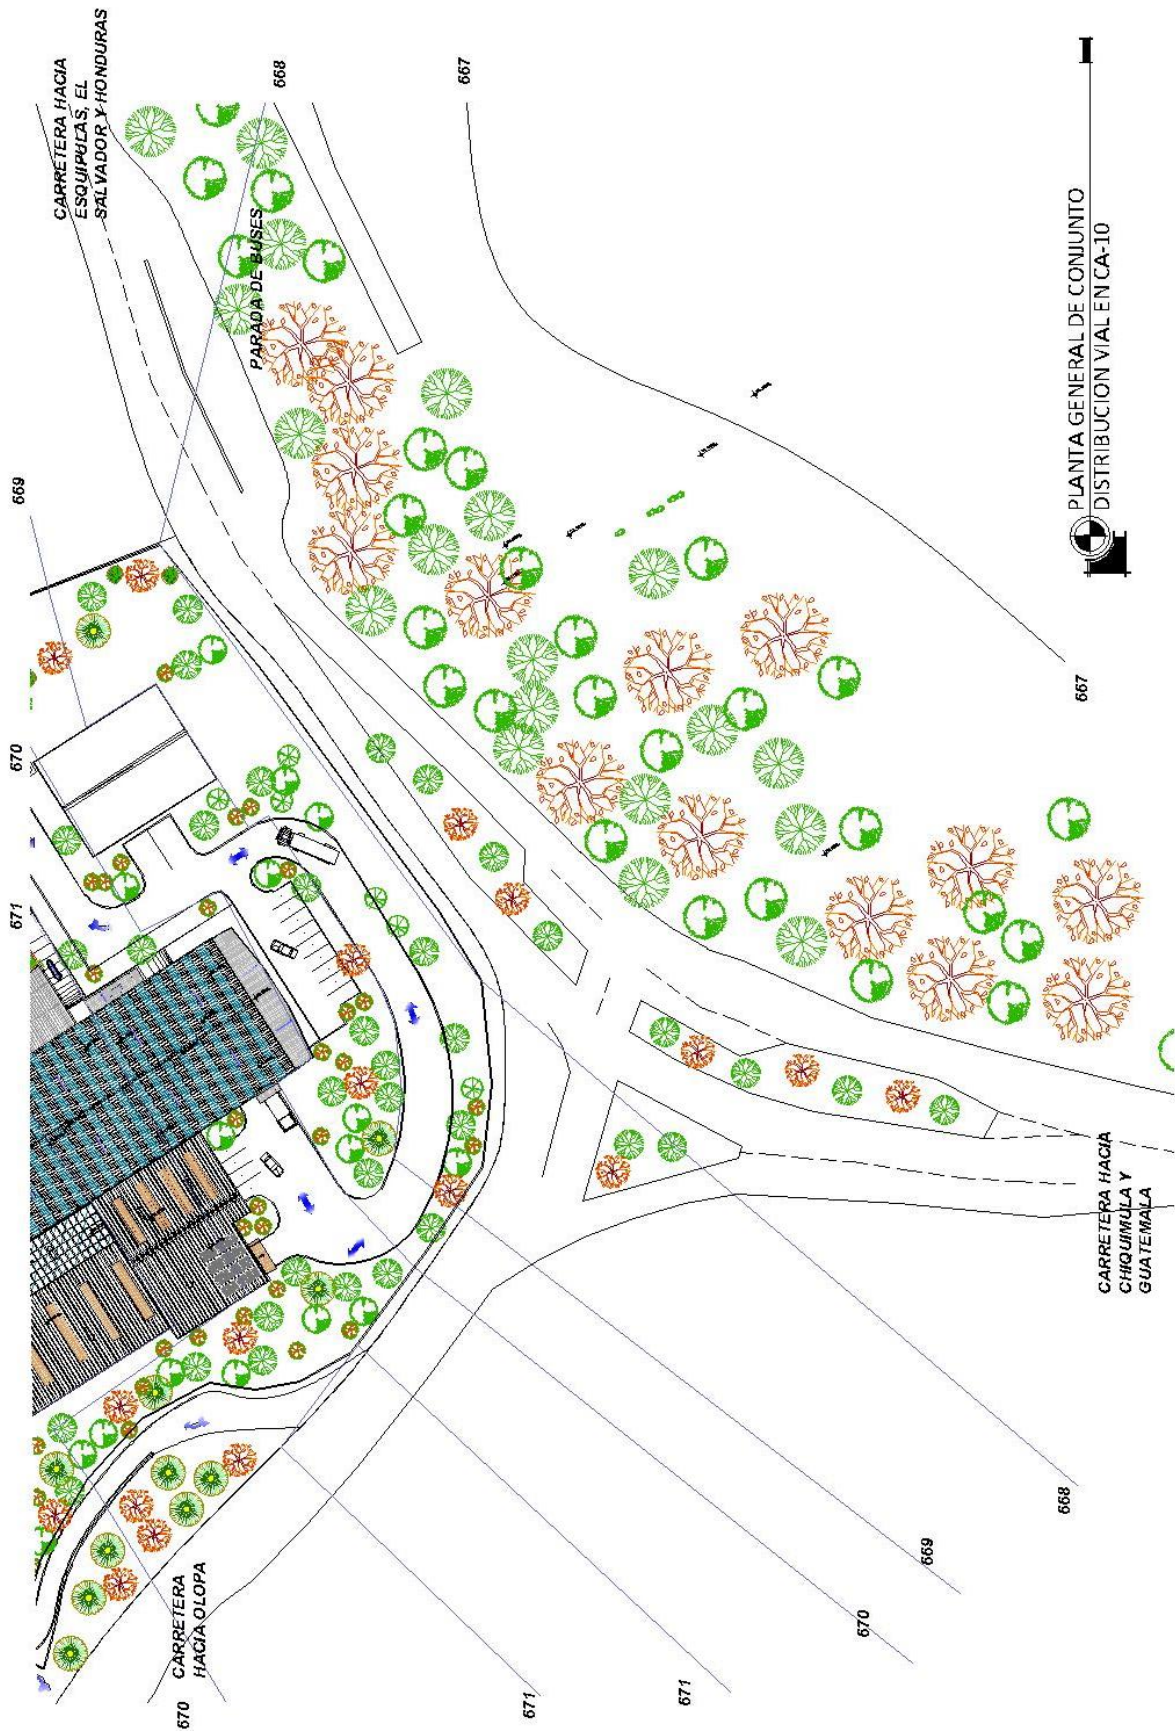 CARRETERA HACIA
ESQUIPULAS, EL
SALVADOR Y HONDURAS
668
667
PARADA DE BUSES
669
670
671
PLANTA GENERAL DE CONJUNTO
DISTRIBUCION VIAL EN CA-10
667
CARRETERA HACIA
CHIQUIMULA Y
GUATEMALA
668
669
670
671
671
CARRETERA
HACIA OLOPA
670